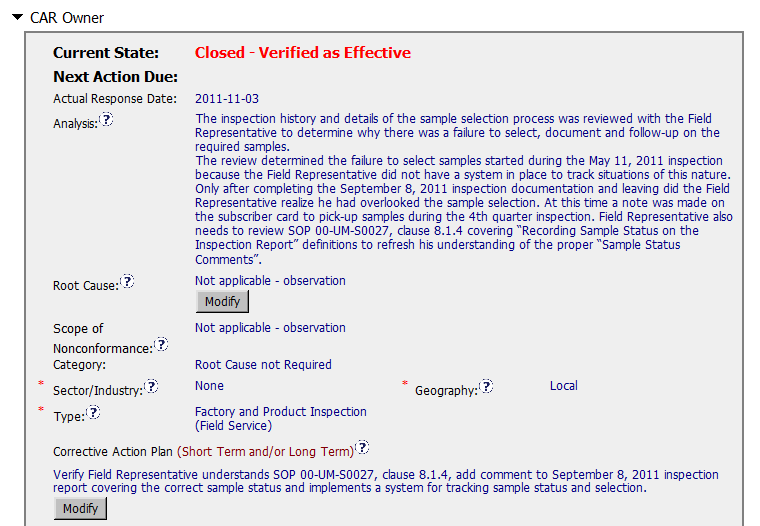 CAR Owner
Current State: Closed - Verified as Effective
Next Action Due:
Actual Response Date: 2011-11-03
Analysis:? The inspection history and details of the sample selection process was reviewed with the Field
Representative to determine why there was a failure to select, document and follow-up on the
required samples.
The review determined the failure to select samples started during the May 11, 2011 inspection
because the Field Representative did not have a system in place to track situations of this nature.
Only after completing the September 8, 2011 inspection documentation and leaving did the Field
Representative realize he had overlooked the sample selection. At this time a note was made on
the subscriber card to pick-up samples during the 4th quarter inspection. Field Representative also
needs to review SOP 00-UM-S0027, clause 8.1.4 covering "Recording Sample Status on the
Inspection Report" definitions to refresh his understanding of the proper "Sample Status
Comments".
Root Cause:? Not applicable - observation
Modify
Scope of Not applicable - observation
Nonconformance:?
Category: Root Cause not Required
* Sector/Industry:? None * Geography:? Local
* Type:? Factory and Product Inspection
(Field Service)
Corrective Action Plan (Short Term and/or Long Term)?
Verify Field Representative understands SOP 00-UM-S0027, clause 8.1.4, add comment to September 8, 2011 inspection
report covering the correct sample status and implements a system for tracking sample status and selection.
Modify